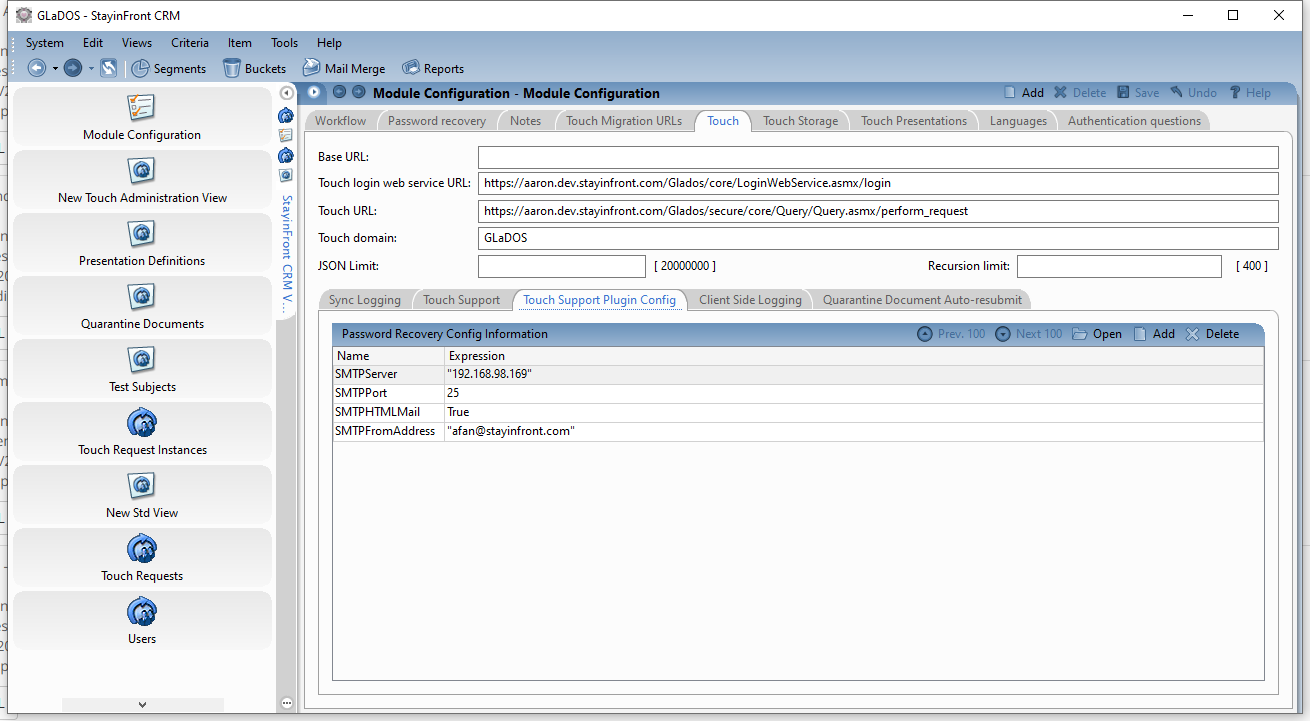 GLaDOS - StayinFront CRM
System Edit Views Criteria Item Tools Help
Segments Buckets Mail Merge Reports
Module Configuration
New Touch Administration View
Presentation Definitions
Quarantine Documents
Test Subjects
Touch Request Instances
New Std View
Touch Requests
Users
StayinFront CRM V...
Module Configuration - Module Configuration
Add Delete Save Undo Help
Workflow Password recovery Notes Touch Migration URLs Touch Touch Storage Touch Presentations Languages Authentication questions
Base URL:
Touch login web service URL: https://aaron.dev.stayinfront.com/Glados/core/LoginWebService.asmx/login
Touch URL: https://aaron.dev.stayinfront.com/Glados/secure/core/Query/Query.asmx/perform_request
Touch domain: GLaDOS
JSON Limit: [ 20000000 ] Recursion limit: [ 400 ]
Sync Logging Touch Support Touch Support Plugin Config Client Side Logging Quarantine Document Auto-resubmit
Password Recovery Config Information Prev. 100 Next 100 Open Add Delete
Name Expression
SMTPServer "192.168.98.169"
SMTPPort 25
SMTPHTMLMail True
SMTPFromAddress "afan@stayinfront.com"